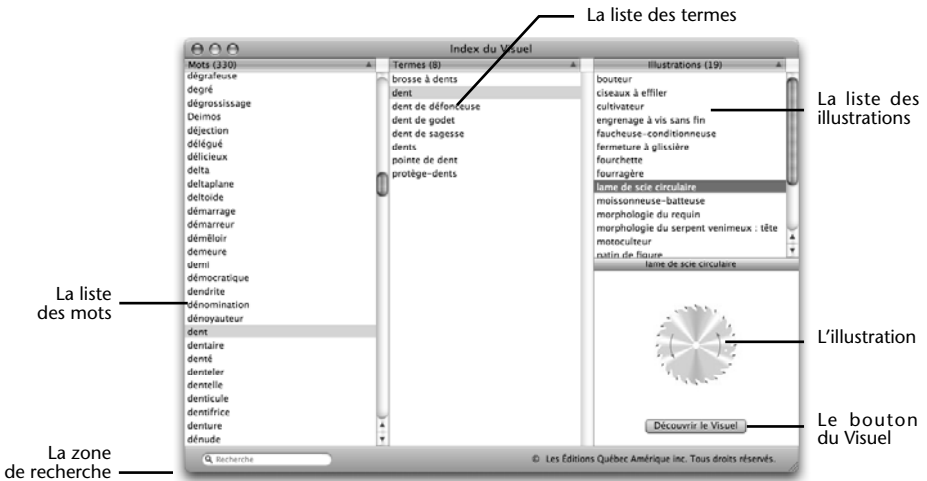 La liste des termes
Index du Visuel
Mots (330)
dégrafeuse
degré
dégrossissage
Deimos
déjection
délégué
délicieux
delta
deltaplane
deltoïde
démarrage
démarreur
démêloir
demeure
demi
démocratique
dendrite
dénomination
dénoyauteur
dent
dentaire
denté
denteler
dentelle
denticule
dentifrice
denture
dénude
Termes (8)
brosse à dents
dent
dent de défonceuse
dent de godet
dent de sagesse
dents
pointe de dent
protège-dents
Illustrations (19)
bouteur
ciseaux à effiler
cultivateur
engrenage à vis sans fin
faucheuse-conditionneuse
fermeture à glissière
fourchette
fourragère
lame de scie circulaire
moissonneuse-batteuse
morphologie du requin
morphologie du serpent venimeux : tête
motoculteur
patin de figure
lame de scie circulaire
Découvrir le Visuel
Recherche
© Les Éditions Québec Amérique inc. Tous droits réservés.
La liste des
illustrations
La liste
des mots
L'illustration
Le bouton
du Visuel
La zone
de recherche